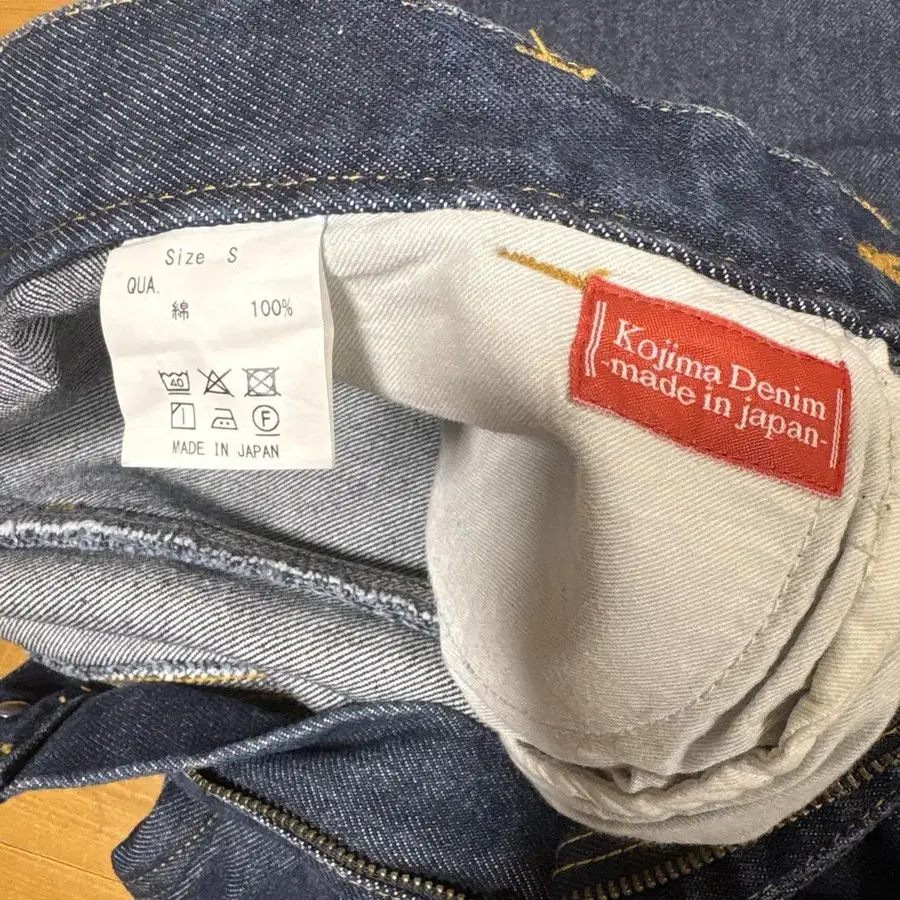 Size S
QUA.
綿 100%
40
F
MADE IN JAPAN
Kojima Denim
-made in japan-